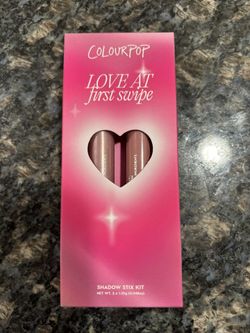 COLOURPOP
LOVE AT
first swipe
SHADOW STIX KIT